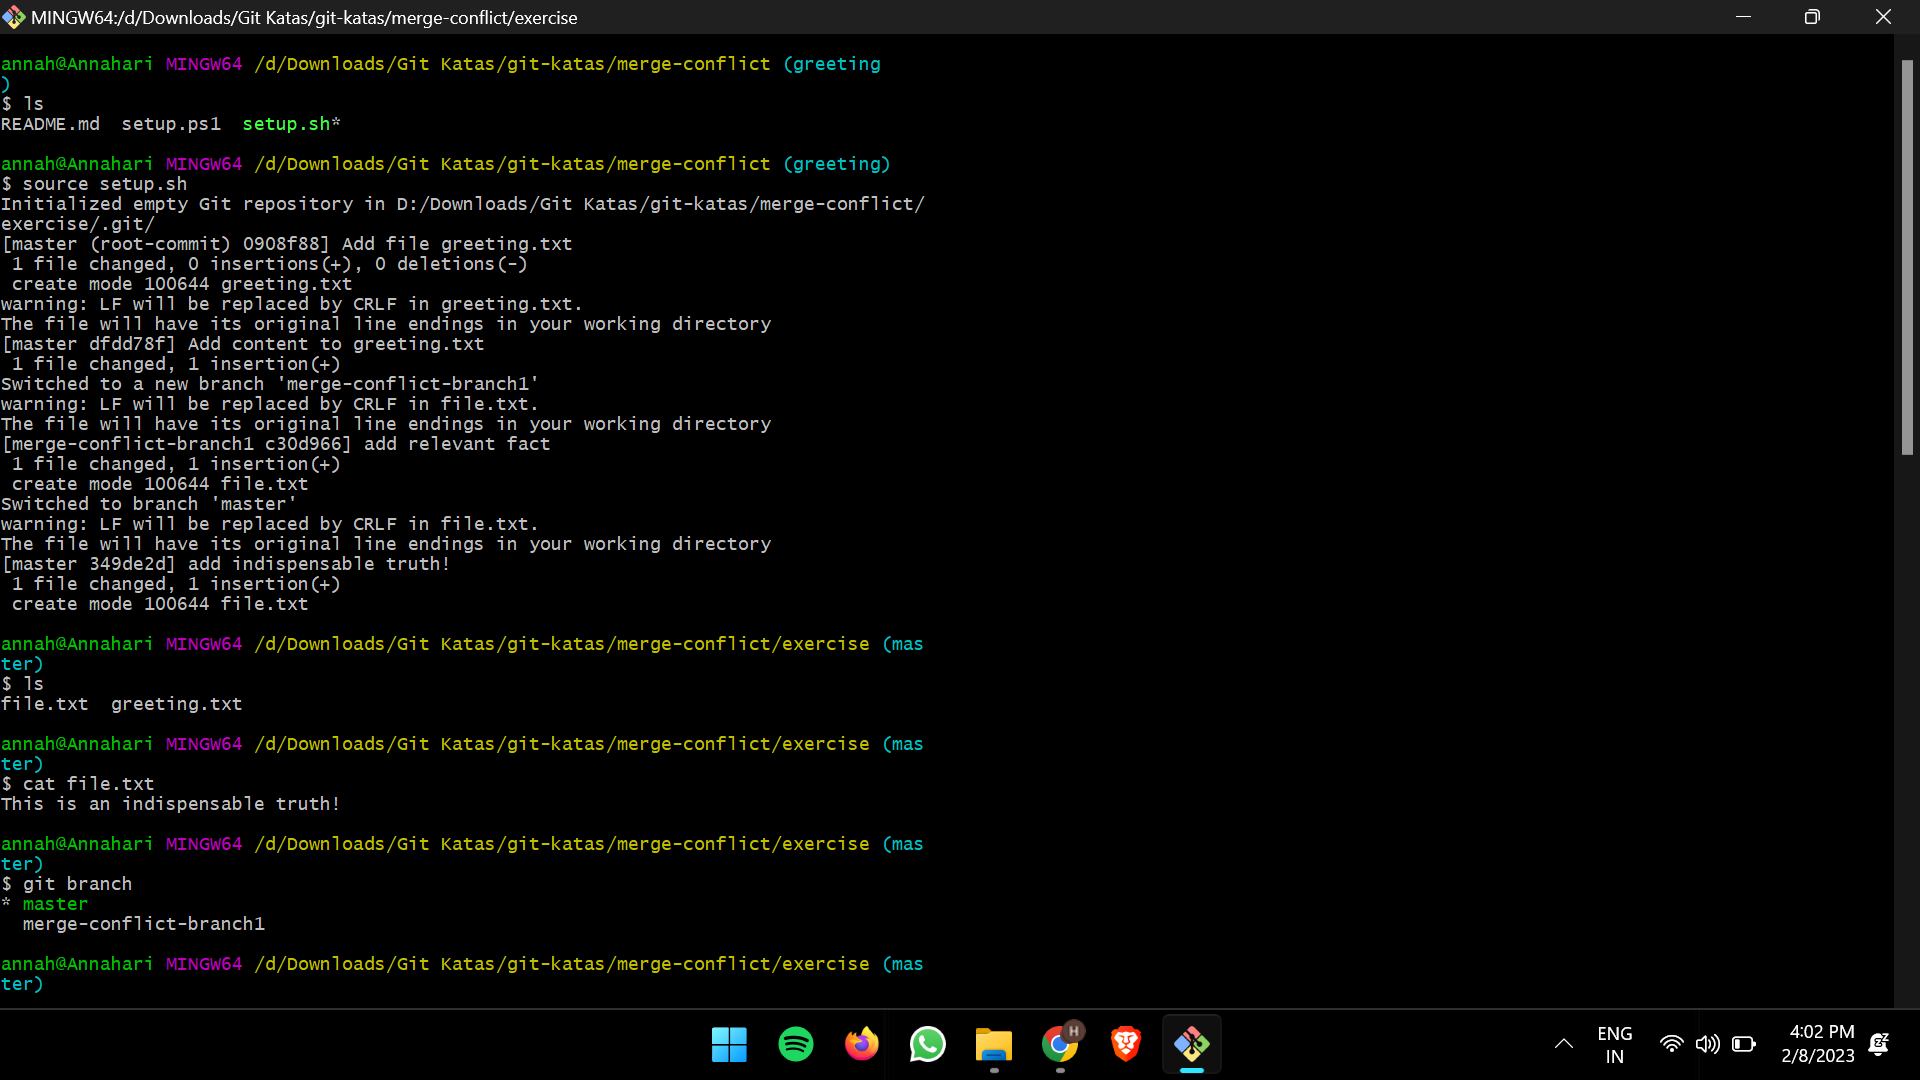 MINGW64:/d/Downloads/Git Katas/git-katas/merge-conflict/exercise
annah@Annahari MINGW64 /d/Downloads/Git Katas/git-katas/merge-conflict (greeting
)
$ ls
README.md  setup.ps1  setup.sh*
annah@Annahari MINGW64 /d/Downloads/Git Katas/git-katas/merge-conflict (greeting)
$ source setup.sh
Initialized empty Git repository in D:/Downloads/Git Katas/git-katas/merge-conflict/
exercise/.git/
[master (root-commit) 0908f88] Add file greeting.txt
 1 file changed, 0 insertions(+), 0 deletions(-)
 create mode 100644 greeting.txt
warning: LF will be replaced by CRLF in greeting.txt.
The file will have its original line endings in your working directory
[master dfdd78f] Add content to greeting.txt
 1 file changed, 1 insertion(+)
Switched to a new branch 'merge-conflict-branch1'
warning: LF will be replaced by CRLF in file.txt.
The file will have its original line endings in your working directory
[merge-conflict-branch1 c30d966] add relevant fact
 1 file changed, 1 insertion(+)
 create mode 100644 file.txt
Switched to branch 'master'
warning: LF will be replaced by CRLF in file.txt.
The file will have its original line endings in your working directory
[master 349de2d] add indispensable truth!
 1 file changed, 1 insertion(+)
 create mode 100644 file.txt
annah@Annahari MINGW64 /d/Downloads/Git Katas/git-katas/merge-conflict/exercise (mas
ter)
$ ls
file.txt  greeting.txt
annah@Annahari MINGW64 /d/Downloads/Git Katas/git-katas/merge-conflict/exercise (mas
ter)
$ cat file.txt
This is an indispensable truth!
annah@Annahari MINGW64 /d/Downloads/Git Katas/git-katas/merge-conflict/exercise (mas
ter)
$ git branch
* master
  merge-conflict-branch1
annah@Annahari MINGW64 /d/Downloads/Git Katas/git-katas/merge-conflict/exercise (mas
ter)
H
ENG
IN
4:02 PM
2/8/2023